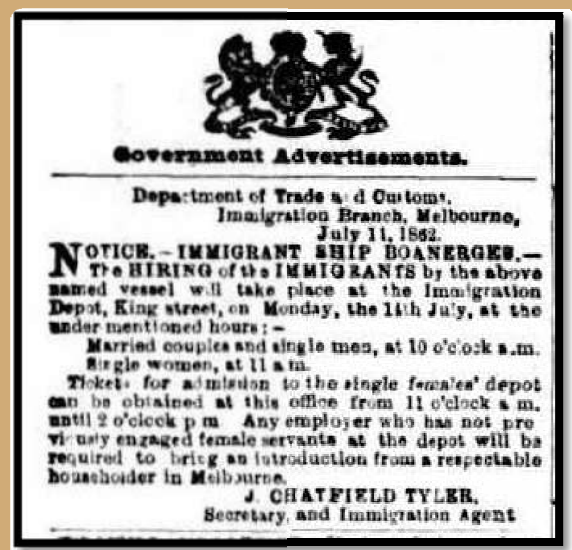 Government Advertisements.
Department of Trade and Customs,
Immigration Branch, Melbourne,
July 11, 1862.
NOTICE.—IMMIGRANT SHIP BOANERGES.—
The HIRING of the IMMIGRANTS by the above
named vessel will take place at the Immigration
Depot, King street, on Monday, the 14th July, at the
under mentioned hours:—
Married couples and single men, at 10 o'clock a.m.
Single women, at 11 a m.
Tickets for admission to the single females' depot
can be obtained at this office from 11 o'clock a m.
until 2 o'clock p m Any employer who has not pre
viously engaged female servants at the depot will be
required to bring an introduction from a respectable
householder in Melbourne.
J. CHATFIELD TYLER,
Secretary, and Immigration Agent